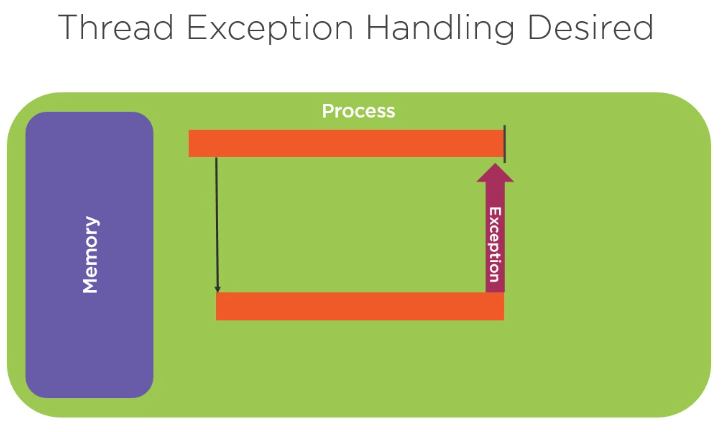 Thread Exception Handling Desired
Process
Memory
Exception